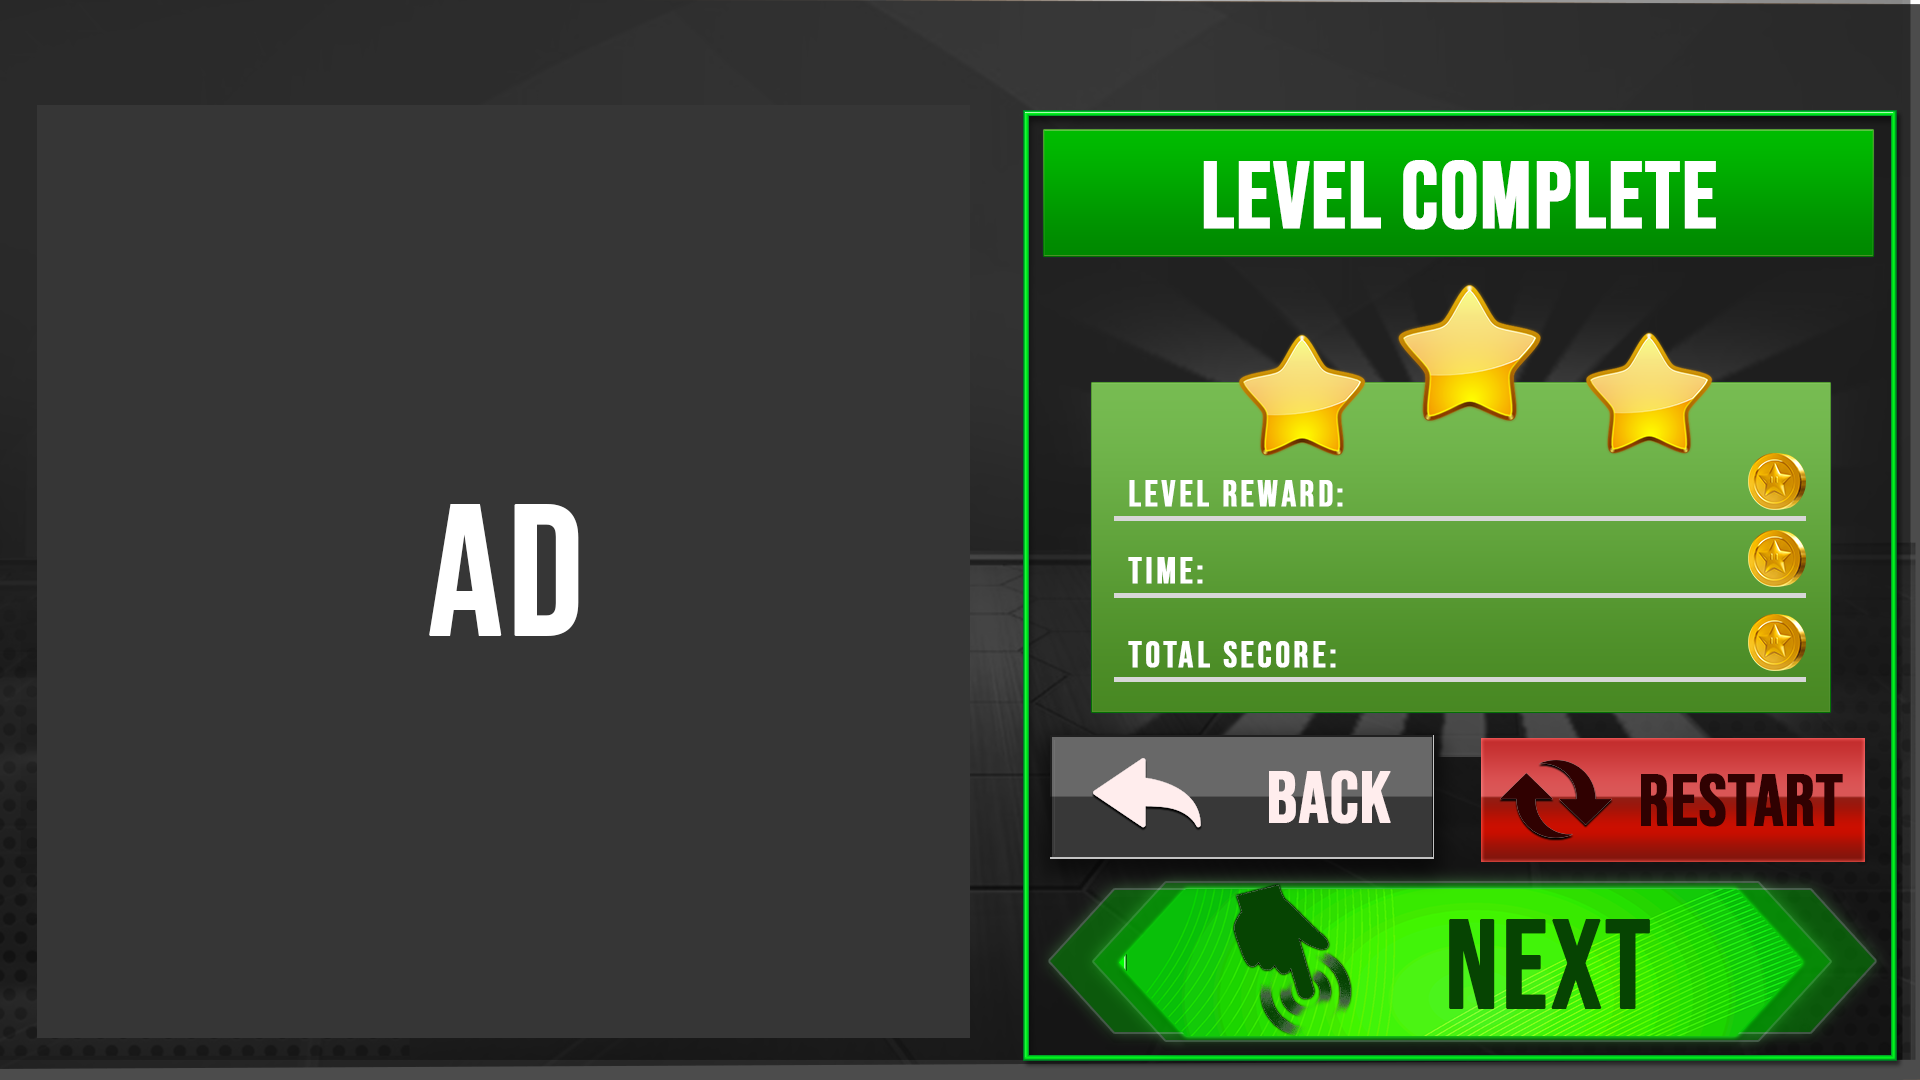 AD
LEVEL COMPLETE
LEVEL REWARD:
TIME:
TOTAL SECORE:
BACK
RESTART
NEXT